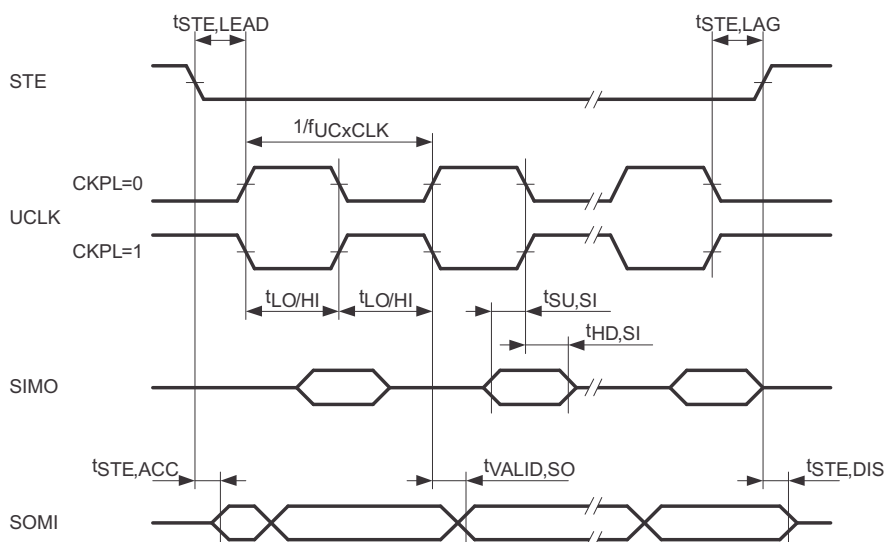 tSTE,LEAD
tSTE,LAG
STE
1/fUCxCLK
CKPL=0
UCLK
CKPL=1
tLO/HI
tLO/HI
tSU,SI
tHD,SI
SIMO
tSTE,ACC
tVALID,SO
tSTE,DIS
SOMI